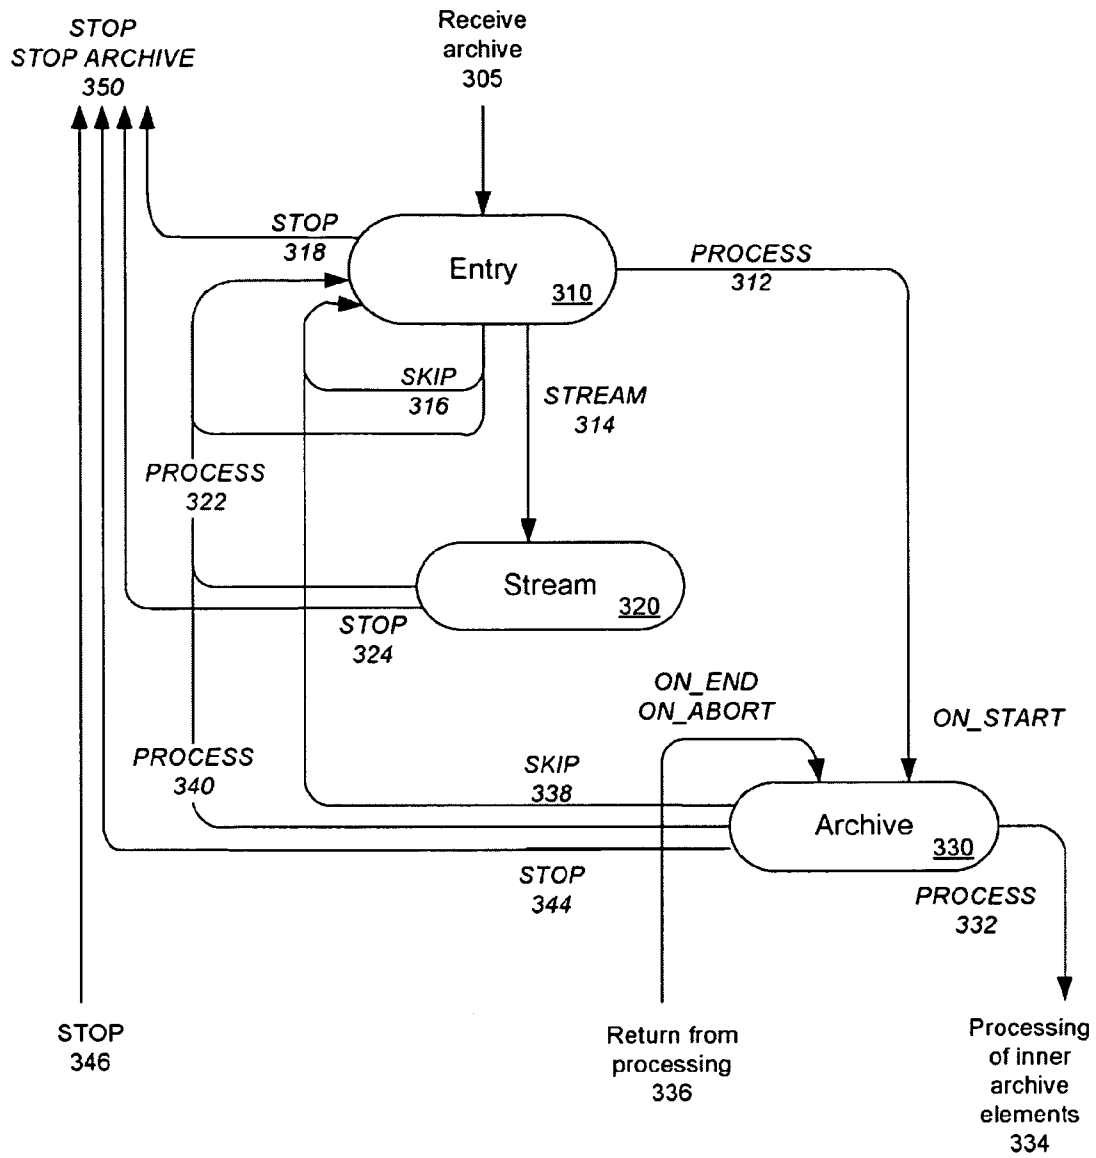 STOP
STOP ARCHIVE
350
Receive
archive
305
STOP
318
Entry
310
PROCESS
312
SKIP
316
STREAM
314
PROCESS
322
Stream
320
STOP
324
ON_END
ON_ABORT
ON_START
PROCESS
340
SKIP
338
Archive
330
STOP
344
PROCESS
332
STOP
346
Return from
processing
336
Processing
of inner
archive
elements
334